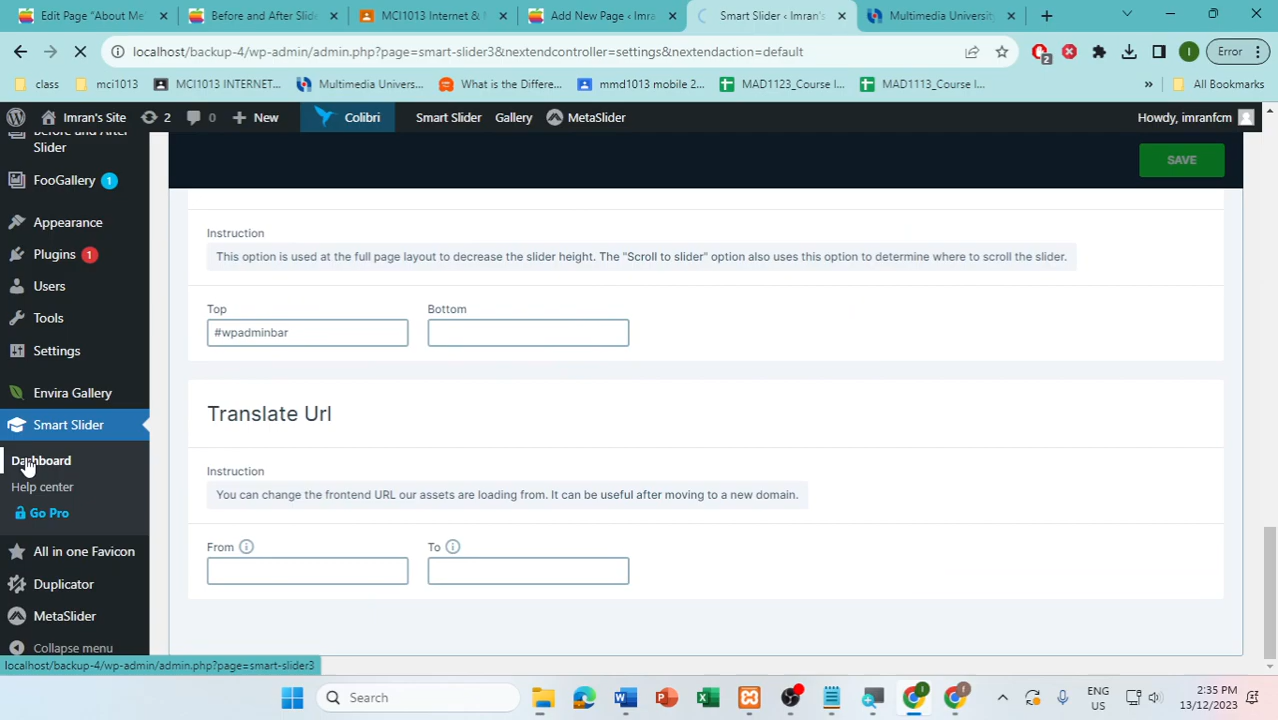 Edit Page "About Me"
Before and After Slide
MCI1013 Internet &
Add New Page ‹ Imra
Smart Slider ‹ Imran's
Multimedia University
localhost/backup-4/wp-admin/admin.php?page=smart-slider3&nextendcontroller=settings&nextendaction=default
2
I
Error
class
mci1013
MCI1013 INTERNET...
Multimedia Univers...
What is the Differe...
mmd1013 mobile 2...
MAD1123_Course I...
MAD1113_Course I...
»
All Bookmarks
Imran's Site
2
0
New
Colibri
Smart Slider
Gallery
MetaSlider
Howdy, imranfcm
Before and After
Slider
FooGallery 1
Appearance
Plugins 1
Users
Tools
Settings
Envira Gallery
Smart Slider
Dashboard
Help center
Go Pro
All in one Favicon
Duplicator
MetaSlider
Collapse menu
SAVE
Instruction
This option is used at the full page layout to decrease the slider height. The "Scroll to slider" option also uses this option to determine where to scroll the slider.
Top
Bottom
#wpadminbar
Translate Url
Instruction
You can change the frontend URL our assets are loading from. It can be useful after moving to a new domain.
From
To
localhost/backup-4/wp-admin/admin.php?page=smart-slider3
Search
ENG
US
2:35 PM
13/12/2023